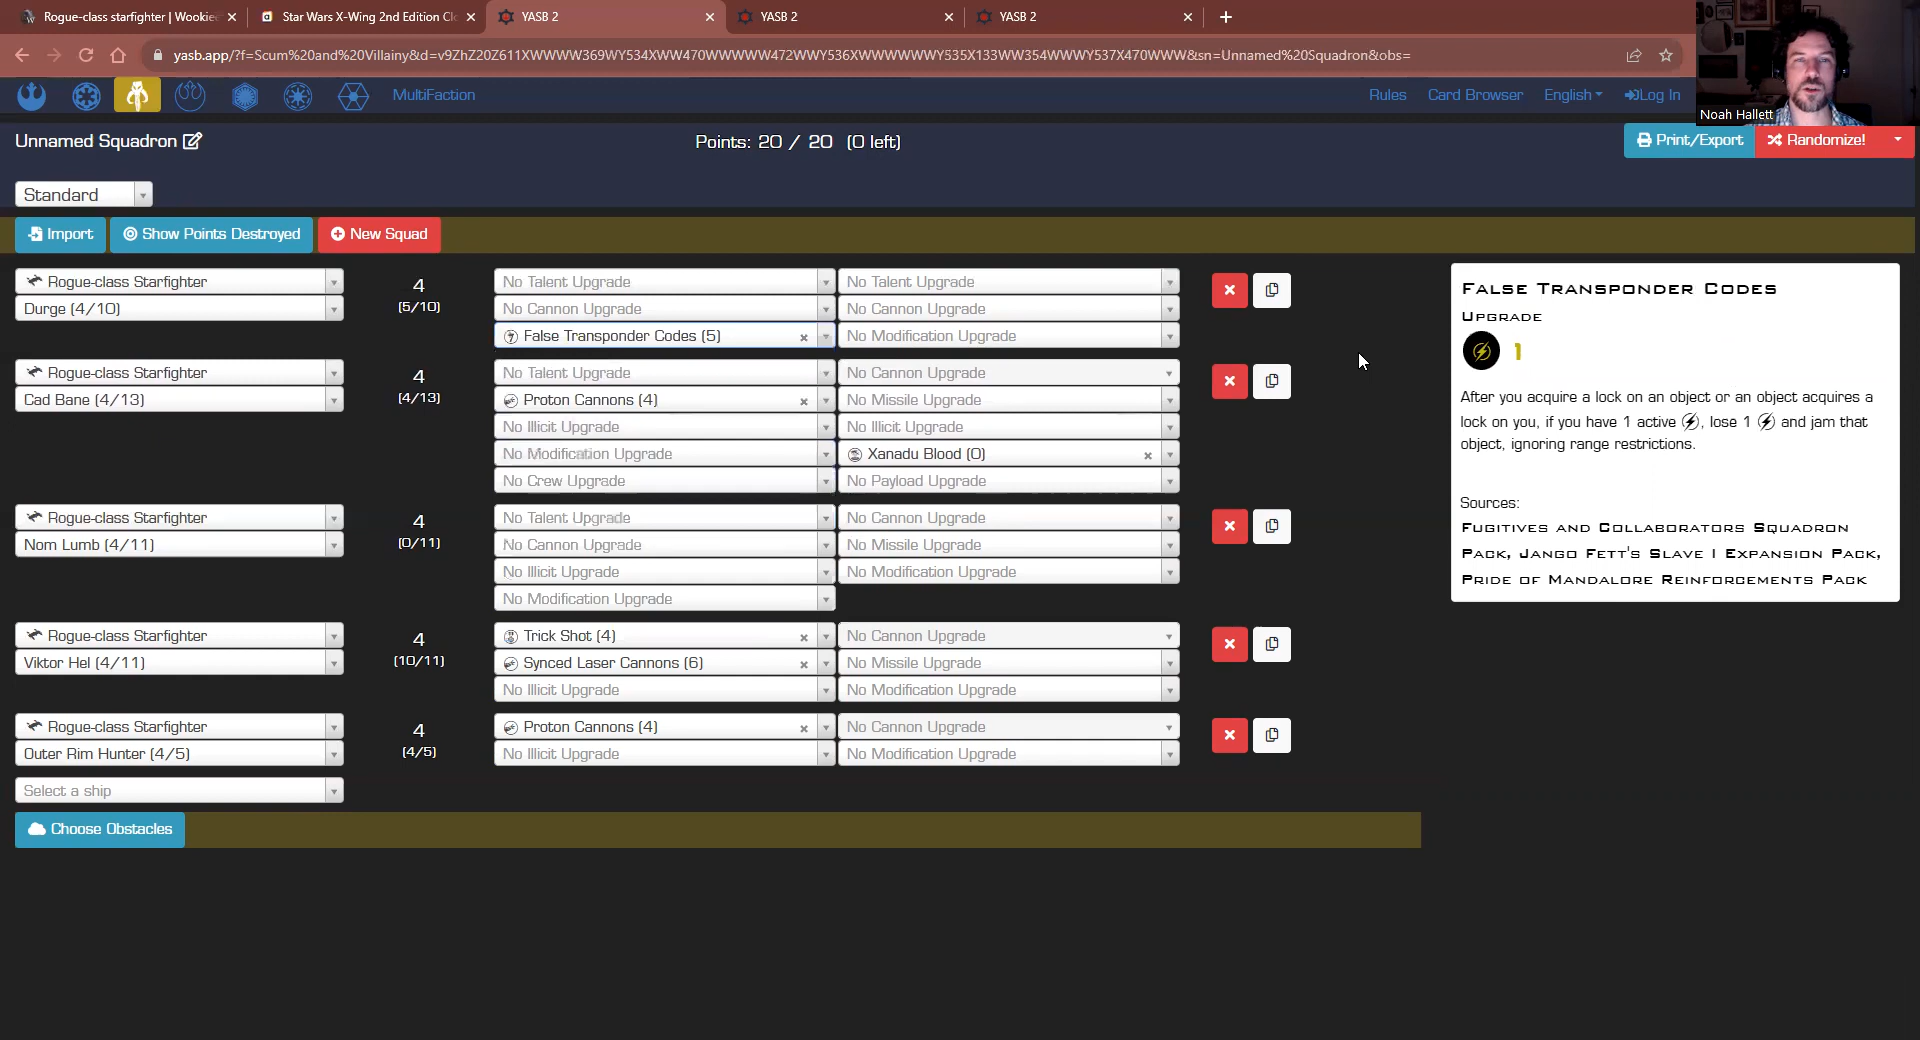 Rogue-class starfighter | Wookie
Star Wars X-Wing 2nd Edition Cl
YASB 2
YASB 2
YASB 2
yasb.app/?f=Scum%20and%20Villainy&d=v9ZhZ20Z611XWWWW369WY534XWW470WWWWW472WWY536XWWWWWWY535X133WW354WWWY537X470WWW&sn=Unnamed%20Squadron&obs=
MultiFaction
Rules
Card Browser
English
Log In
Noah Hallett
Unnamed Squadron
Points: 20 / 20 (0 left)
Print/Export
Randomize!
Standard
Import
Show Points Destroyed
New Squad
Rogue-class Starfighter
Durge (4/10)
4
(5/10)
No Talent Upgrade
No Talent Upgrade
No Cannon Upgrade
No Cannon Upgrade
False Transponder Codes (5)
No Modification Upgrade
Rogue-class Starfighter
Cad Bane (4/13)
4
(4/13)
No Talent Upgrade
No Cannon Upgrade
Proton Cannons (4)
No Missile Upgrade
No Illicit Upgrade
No Illicit Upgrade
No Modification Upgrade
Xanadu Blood (0)
No Crew Upgrade
No Payload Upgrade
Rogue-class Starfighter
Nom Lumb (4/11)
4
(0/11)
No Talent Upgrade
No Cannon Upgrade
No Cannon Upgrade
No Missile Upgrade
No Illicit Upgrade
No Modification Upgrade
No Modification Upgrade
Rogue-class Starfighter
Viktor Hel (4/11)
4
(10/11)
Trick Shot (4)
No Cannon Upgrade
Synced Laser Cannons (6)
No Missile Upgrade
No Illicit Upgrade
No Modification Upgrade
Rogue-class Starfighter
Outer Rim Hunter (4/5)
4
(4/5)
Proton Cannons (4)
No Cannon Upgrade
No Illicit Upgrade
No Modification Upgrade
Select a ship
Choose Obstacles
False Transponder Codes
Upgrade
1
After you acquire a lock on an object or an object acquires a
lock on you, if you have 1 active , lose 1 and jam that
object, ignoring range restrictions.
Sources:
Fugitives and Collaborators Squadron
Pack, Jango Fett's Slave I Expansion Pack,
Pride of Mandalore Reinforcements Pack